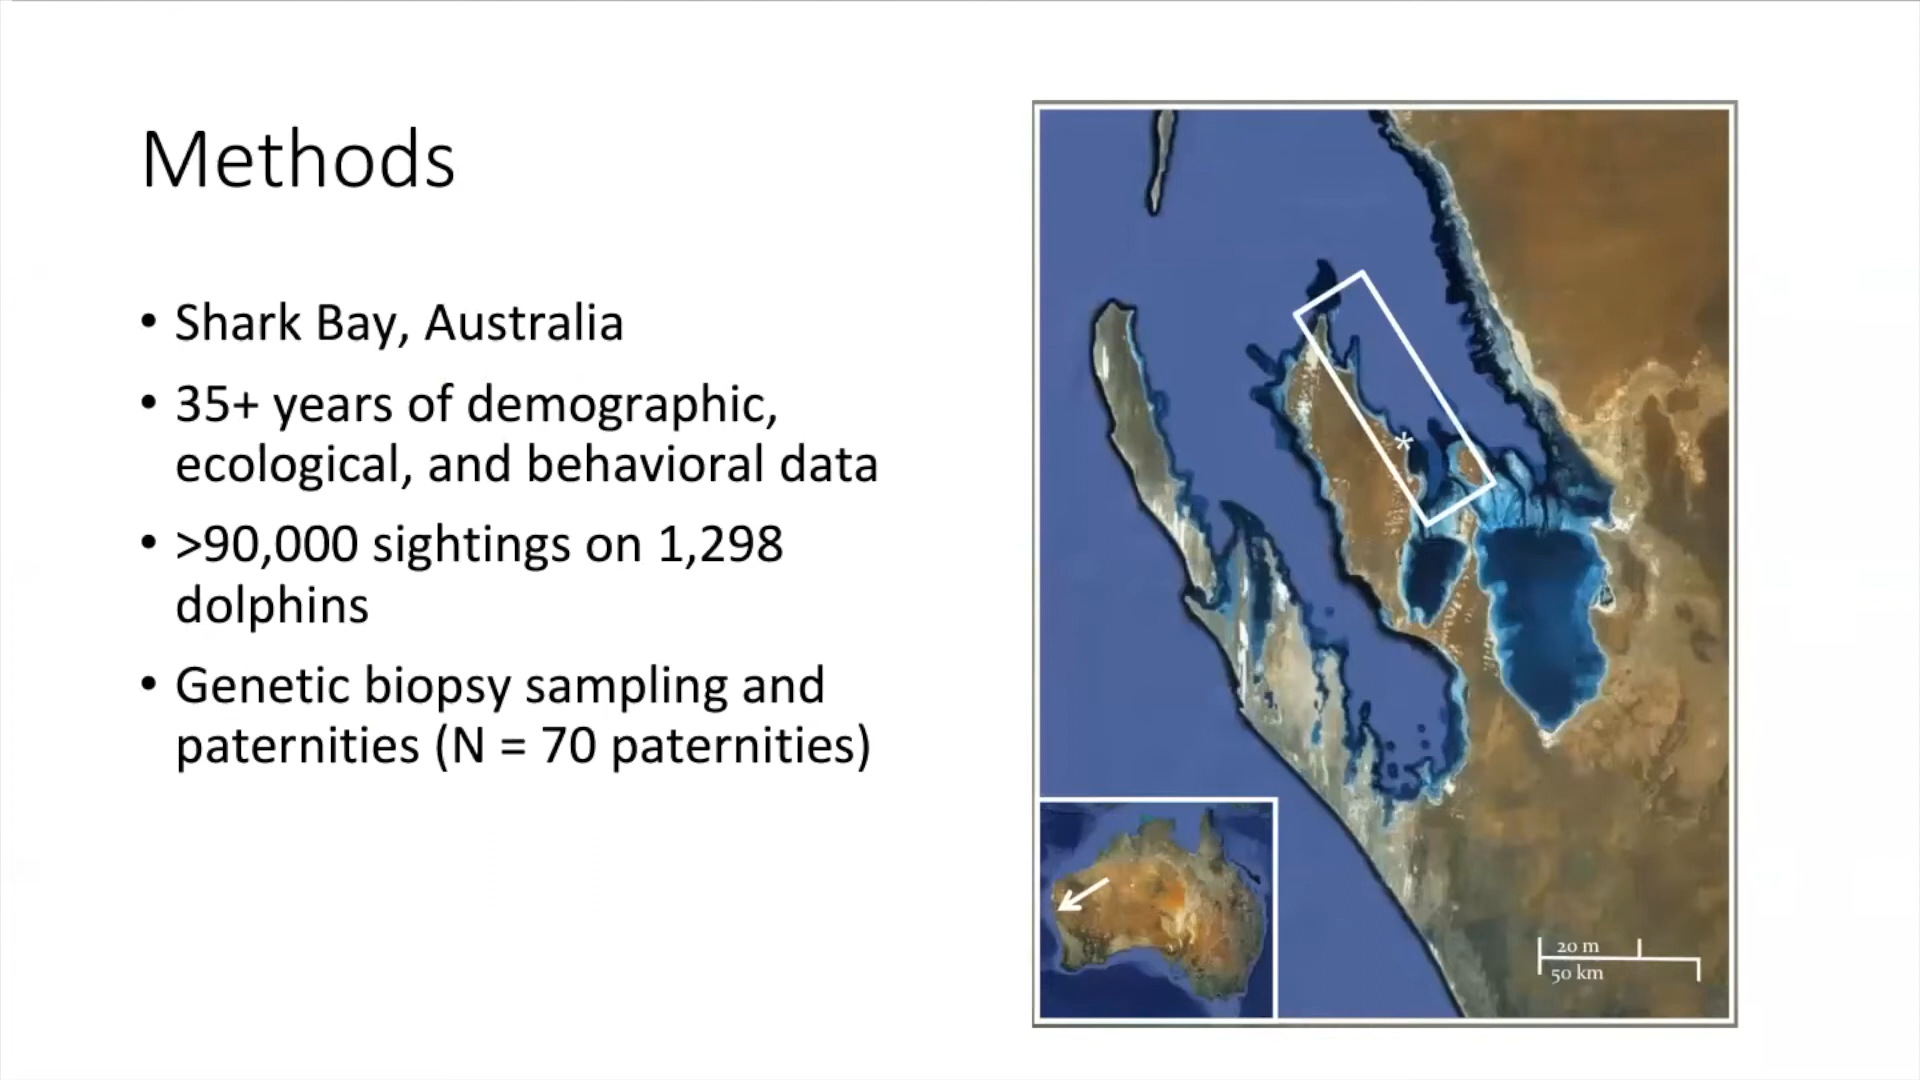 Methods
• Shark Bay, Australia
• 35+ years of demographic,
ecological, and behavioral data
• >90,000 sightings on 1,298
dolphins
• Genetic biopsy sampling and
paternities (N = 70 paternities)
*
20 m
50 km